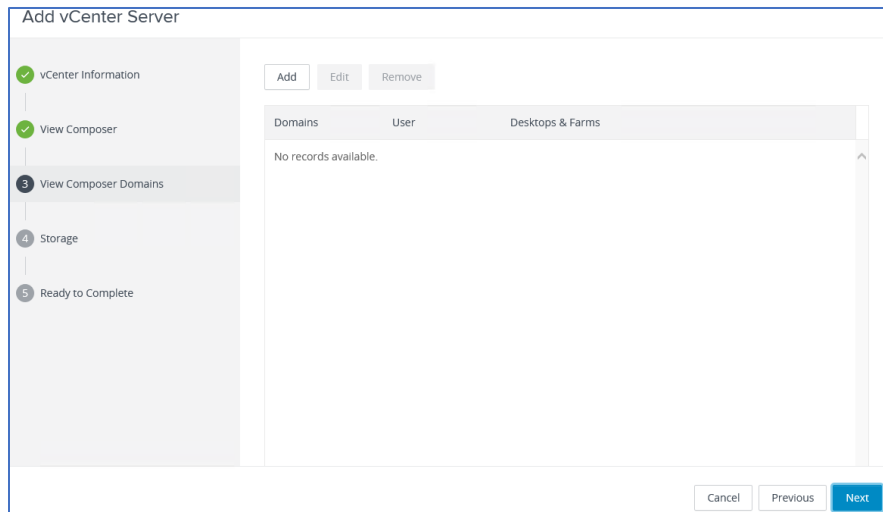 Add vCenter Server
vCenter Information
View Composer
3 View Composer Domains
4 Storage
5 Ready to Complete
Add Edit Remove
Domains User Desktops & Farms
No records available.
Cancel Previous Next